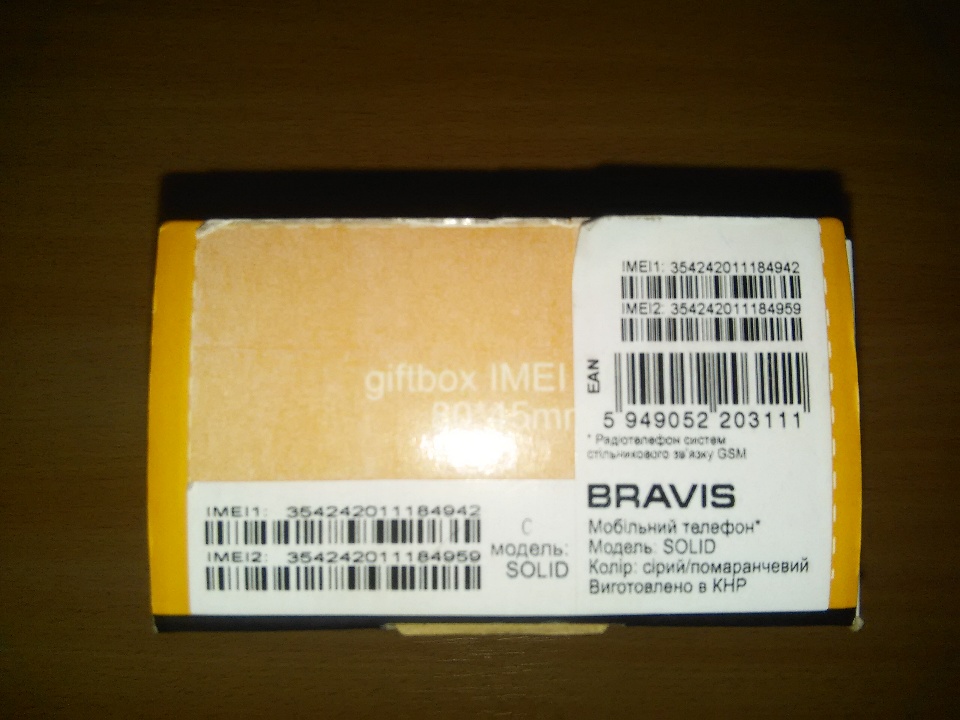 giftbox IMEI
IMEI1: 354242011184942
IMEI2: 354242011184959
C
модель:
SOLID
IMEI1: 354242011184942
IMEI2: 354242011184959
EAN
5 949052 203111
* Радіотелефон систем
стільникового зв'язку GSM
BRAVIS
Мобільний телефон*
Модель: SOLID
Колір: сірий/помаранчевий
Виготовлено в КНР